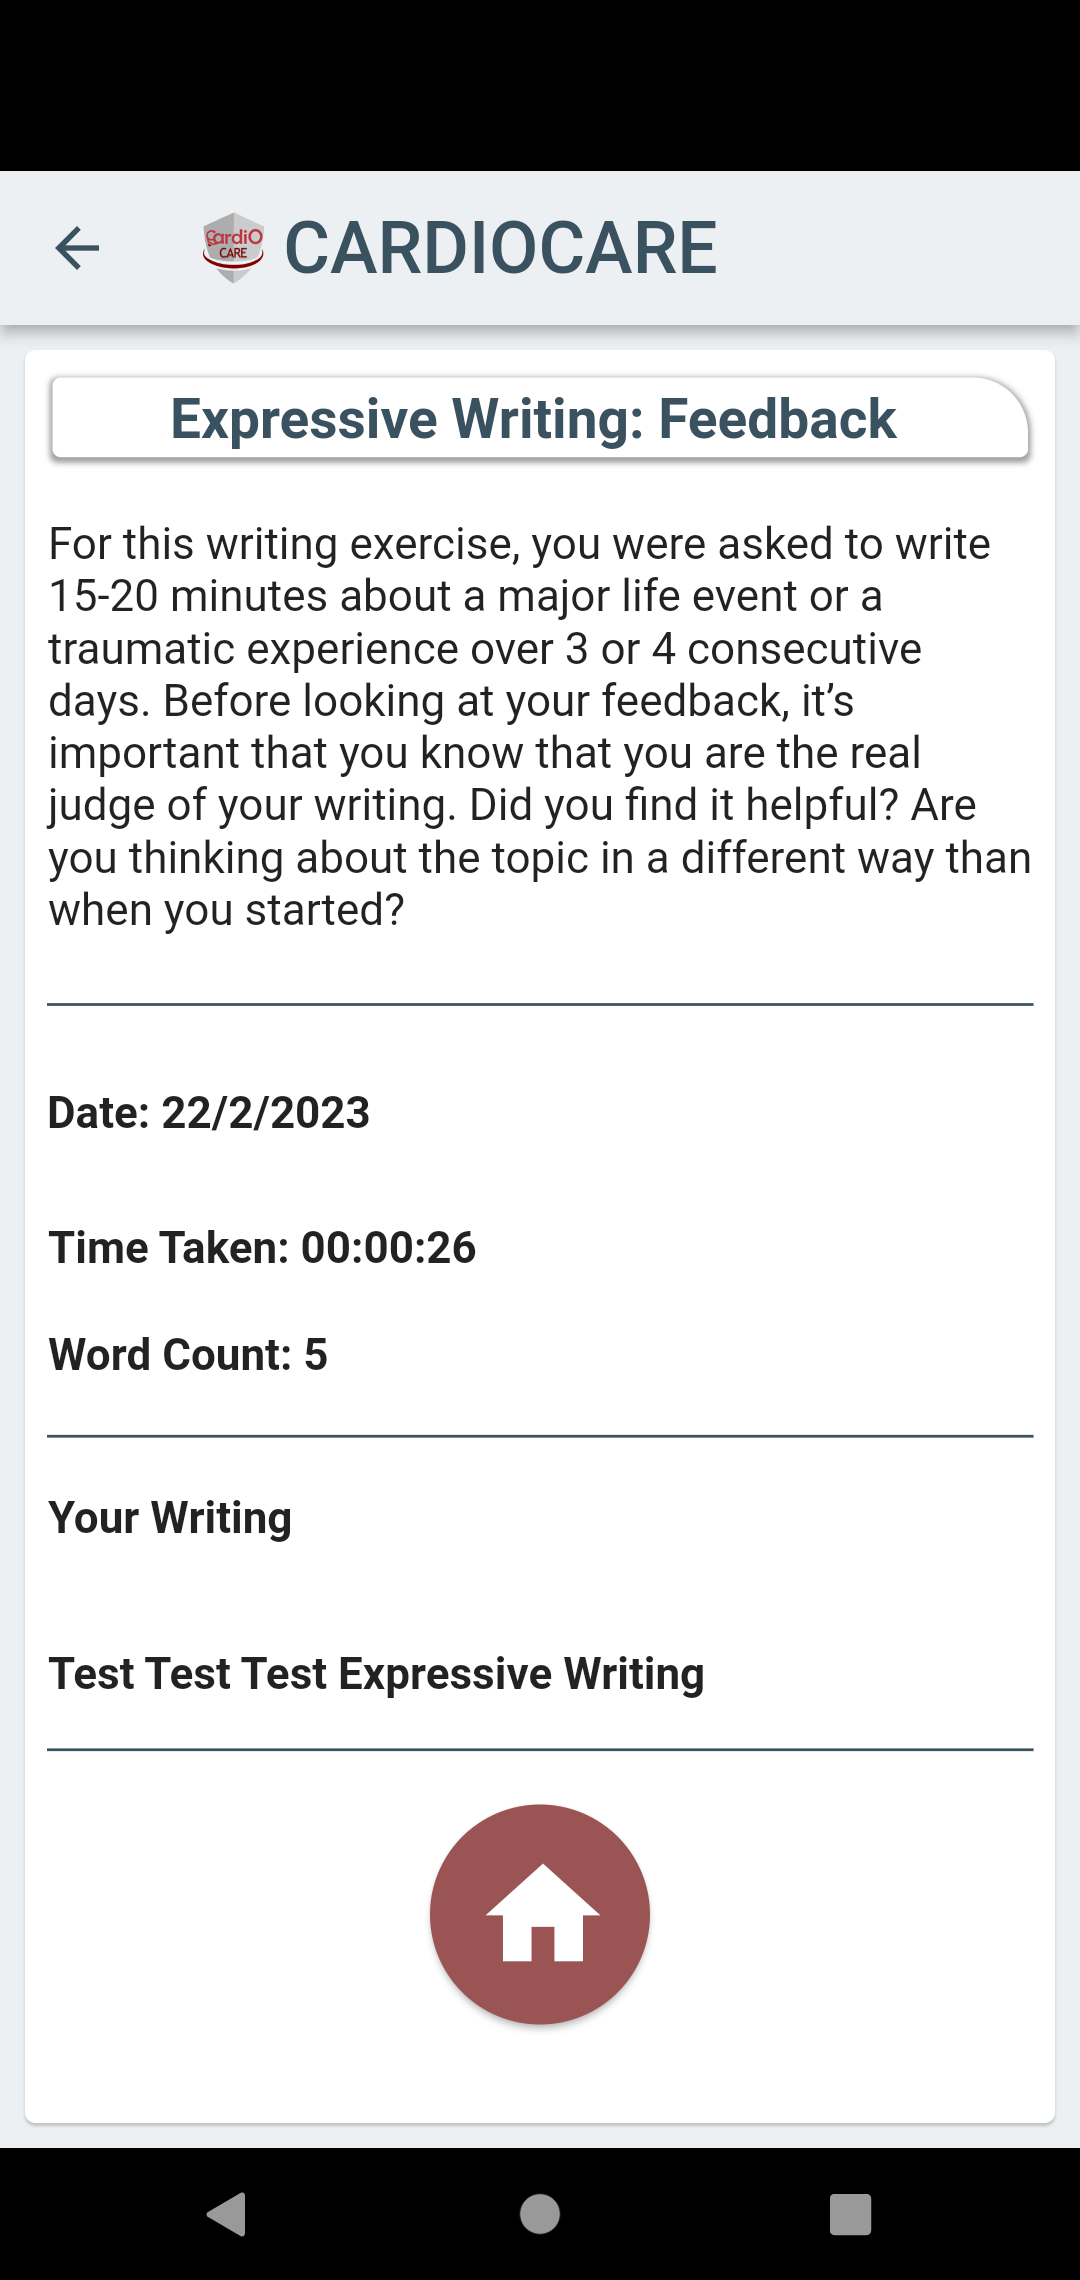 CardiO
CARE
CARDIOCARE
Expressive Writing: Feedback
For this writing exercise, you were asked to write
15-20 minutes about a major life event or a
traumatic experience over 3 or 4 consecutive
days. Before looking at your feedback, it’s
important that you know that you are the real
judge of your writing. Did you find it helpful? Are
you thinking about the topic in a different way than
when you started?
Date: 22/2/2023
Time Taken: 00:00:26
Word Count: 5
Your Writing
Test Test Test Expressive Writing